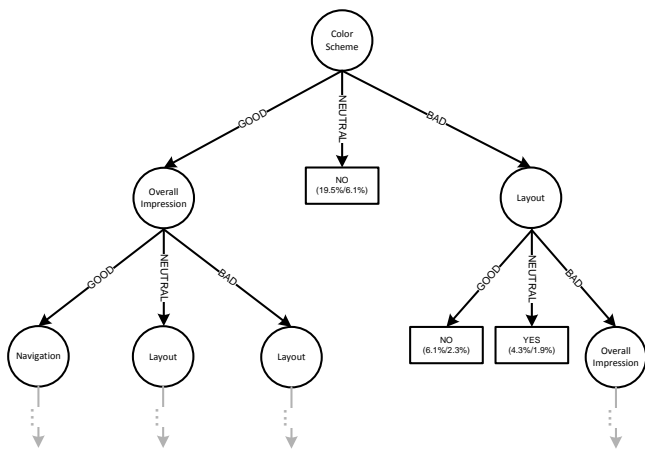 Color
Scheme
GOOD
NEUTRAL
BAD
Overall
Impression
NO
(19.5%/6.1%)
Layout
GOOD
NEUTRAL
BAD
GOOD
NEUTRAL
BAD
Navigation
Layout
Layout
NO
(6.1%/2.3%)
YES
(4.3%/1.9%)
Overall
Impression